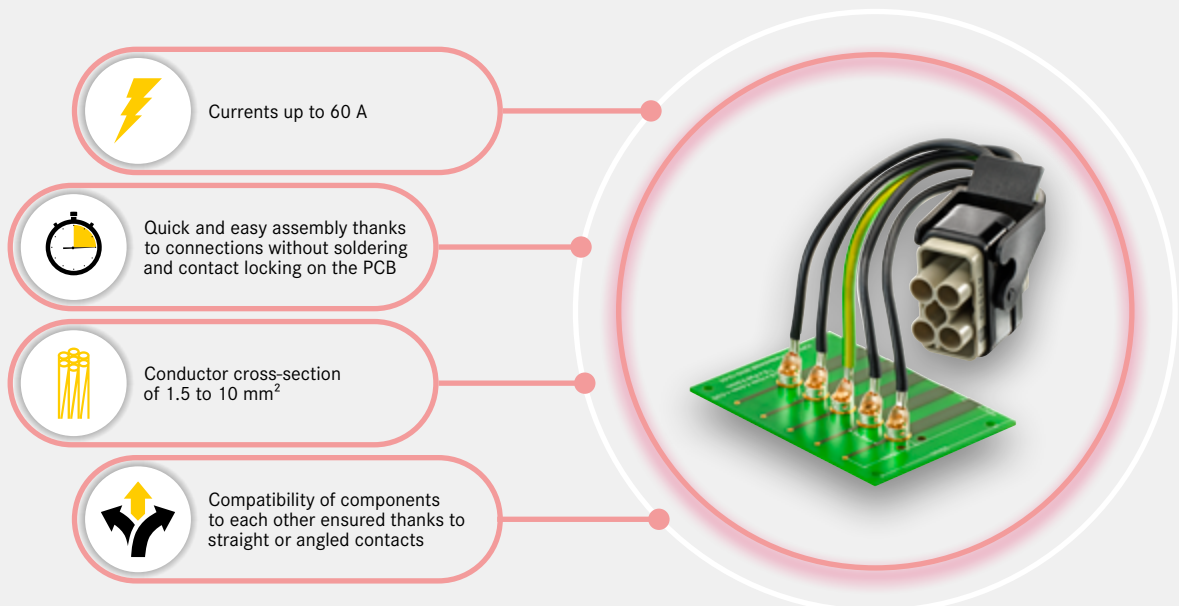 Currents up to 60 A
Quick and easy assembly thanks
to connections without soldering
and contact locking on the PCB
Conductor cross-section
of 1.5 to 10 mm²
Compatibility of components
to each other ensured thanks to
straight or angled contacts